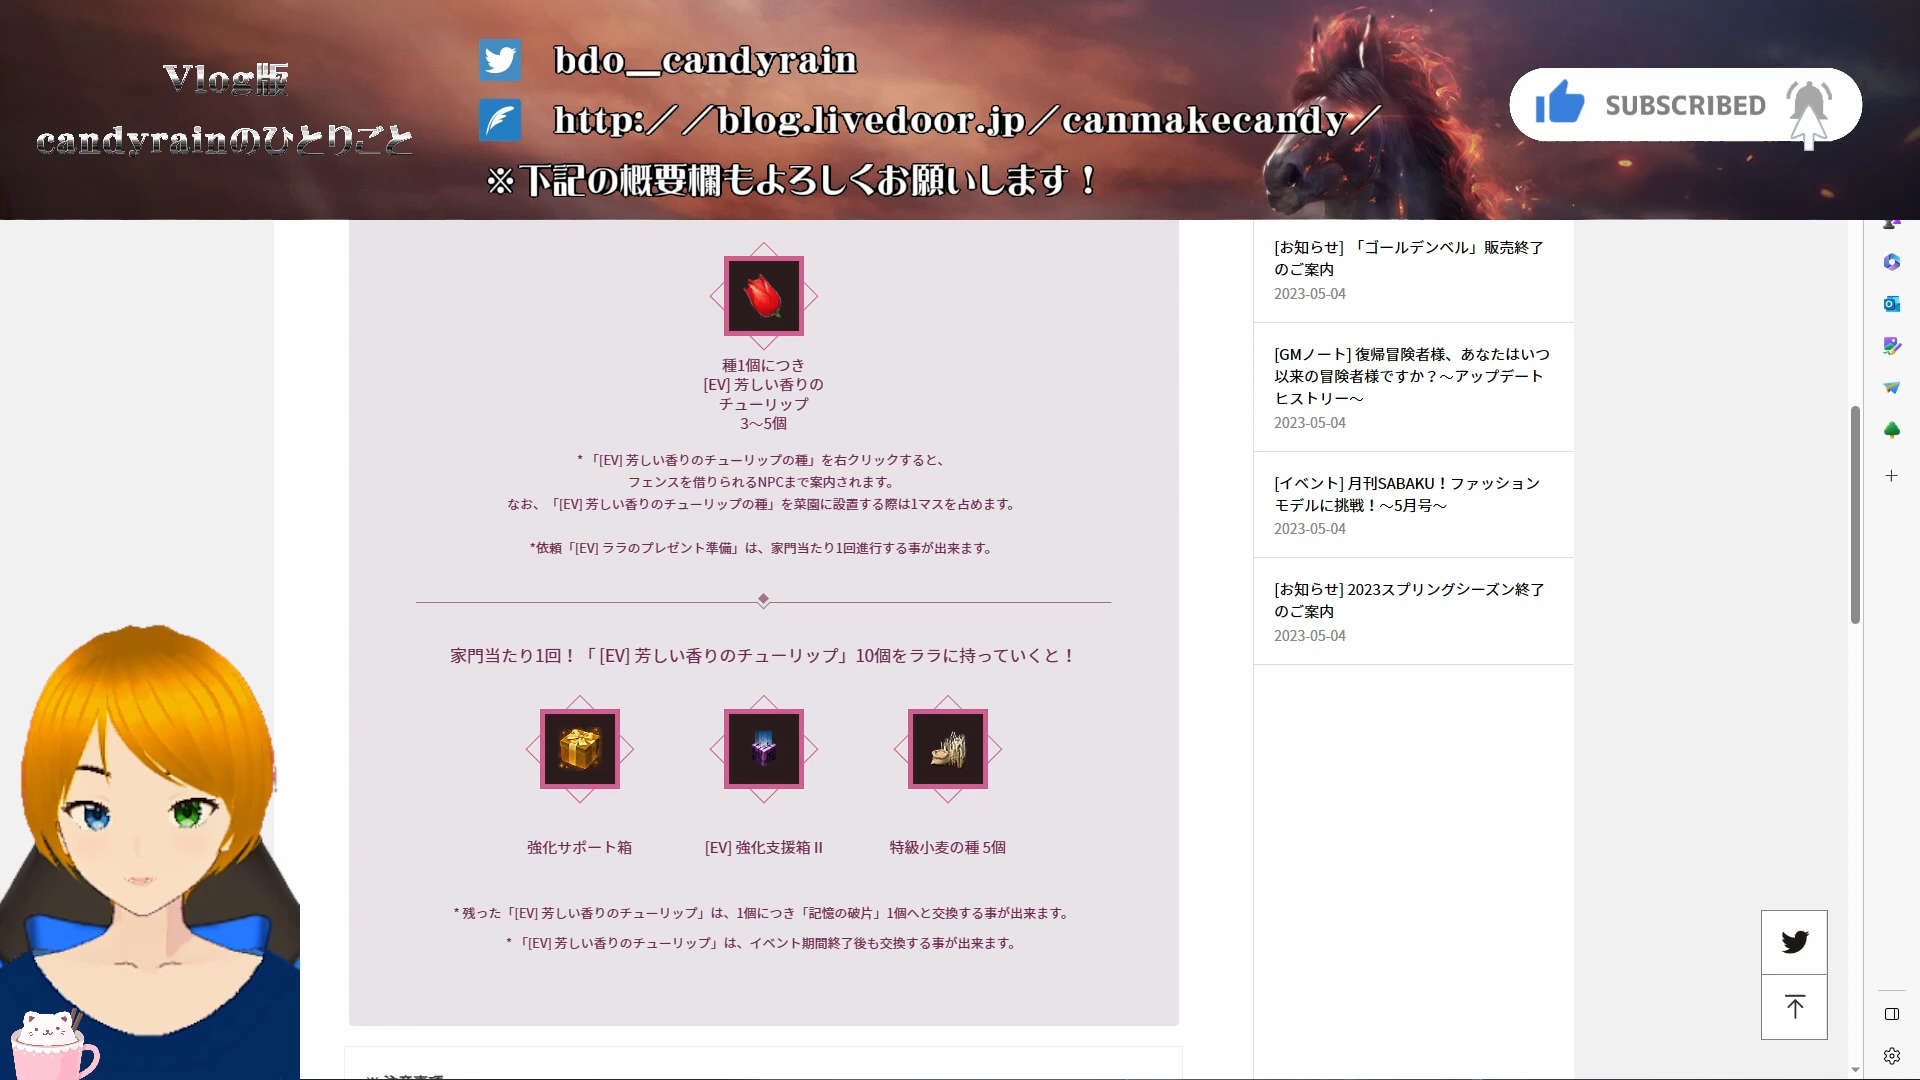 Vlog版
candyrainのひとりごと
bdo__candyrain
http://blog.livedoor.jp/canmakecandy/
※下記の概要欄もよろしくお願いします！
SUBSCRIBED
種1個につき
[EV] 芳しい香りの
チューリップ
3～5個
* 「[EV] 芳しい香りのチューリップの種」を右クリックすると、
フェンスを借りられるNPCまで案内されます。
なお、「[EV] 芳しい香りのチューリップの種」を菜園に設置する際は1マスを占めます。
*依頼「[EV] ララのプレゼント準備」は、家門当たり1回進行する事が出来ます。
家門当たり1回！「 [EV] 芳しい香りのチューリップ」10個をララに持っていくと！
強化サポート箱
[EV] 強化支援箱 II
特級小麦の種 5個
* 残った「[EV] 芳しい香りのチューリップ」は、1個につき「記憶の破片」1個へと交換する事が出来ます。
* 「[EV] 芳しい香りのチューリップ」は、イベント期間終了後も交換する事が出来ます。
※ 注意事項
[お知らせ] 「ゴールデンベル」販売終了
のご案内
2023-05-04
[GMノート] 復帰冒険者様、あなたはいつ
以来の冒険者様ですか？～アップデート
ヒストリー～
2023-05-04
[イベント] 月刊SABAKU！ファッション
モデルに挑戦！～5月号～
2023-05-04
[お知らせ] 2023スプリングシーズン終了
のご案内
2023-05-04